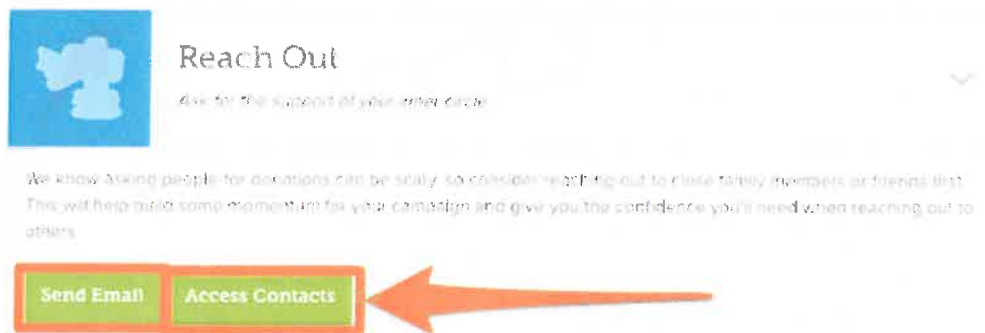 Reach Out
Ask for the support of your inner circle
We know asking people for donations can be scary, so consider reaching out to close family members or friends first.
This will help build some momentum for your campaign and give you the confidence you'll need when reaching out to
others.
Send Email
Access Contacts